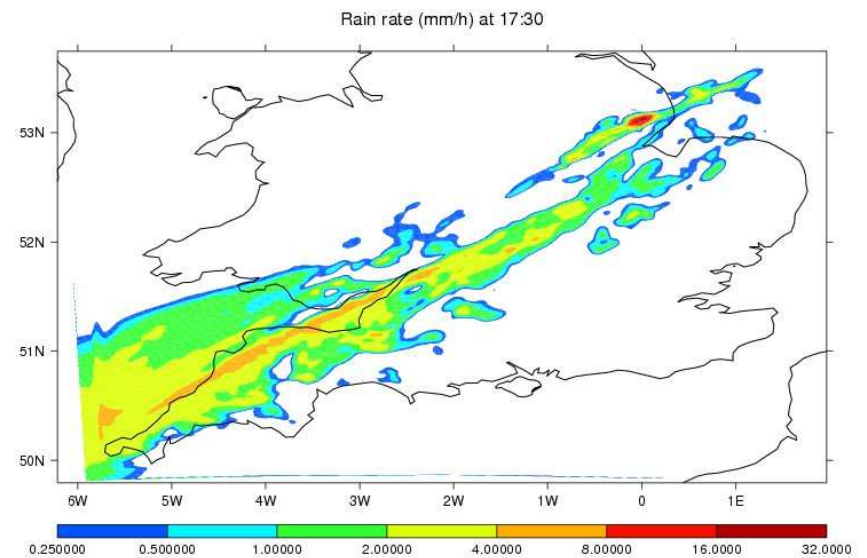 Rain rate (mm/h) at 17:30
53N
52N
51N
50N
6W 5W 4W 3W 2W 1W 0 1E
0.250000 0.500000 1.00000 2.00000 4.00000 8.00000 16.0000 32.0000